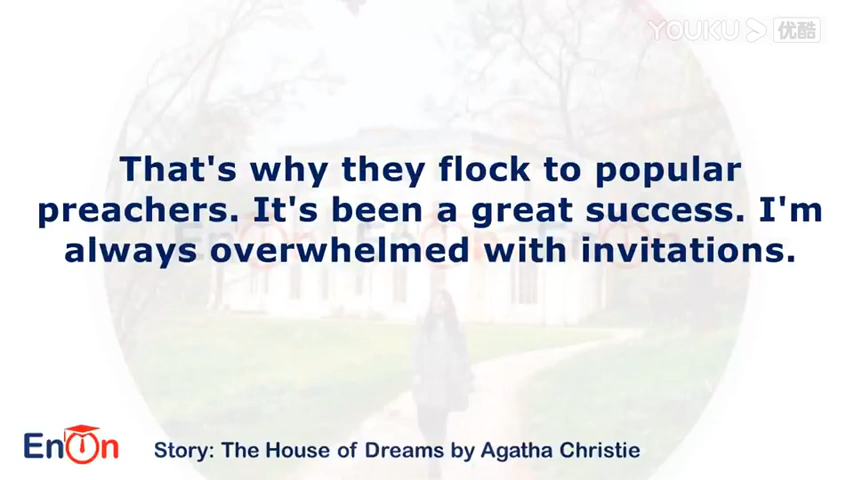 YOUKU 优酷
That's why they flock to popular
preachers. It's been a great success. I'm
always overwhelmed with invitations.
EnOn
Story: The House of Dreams by Agatha Christie